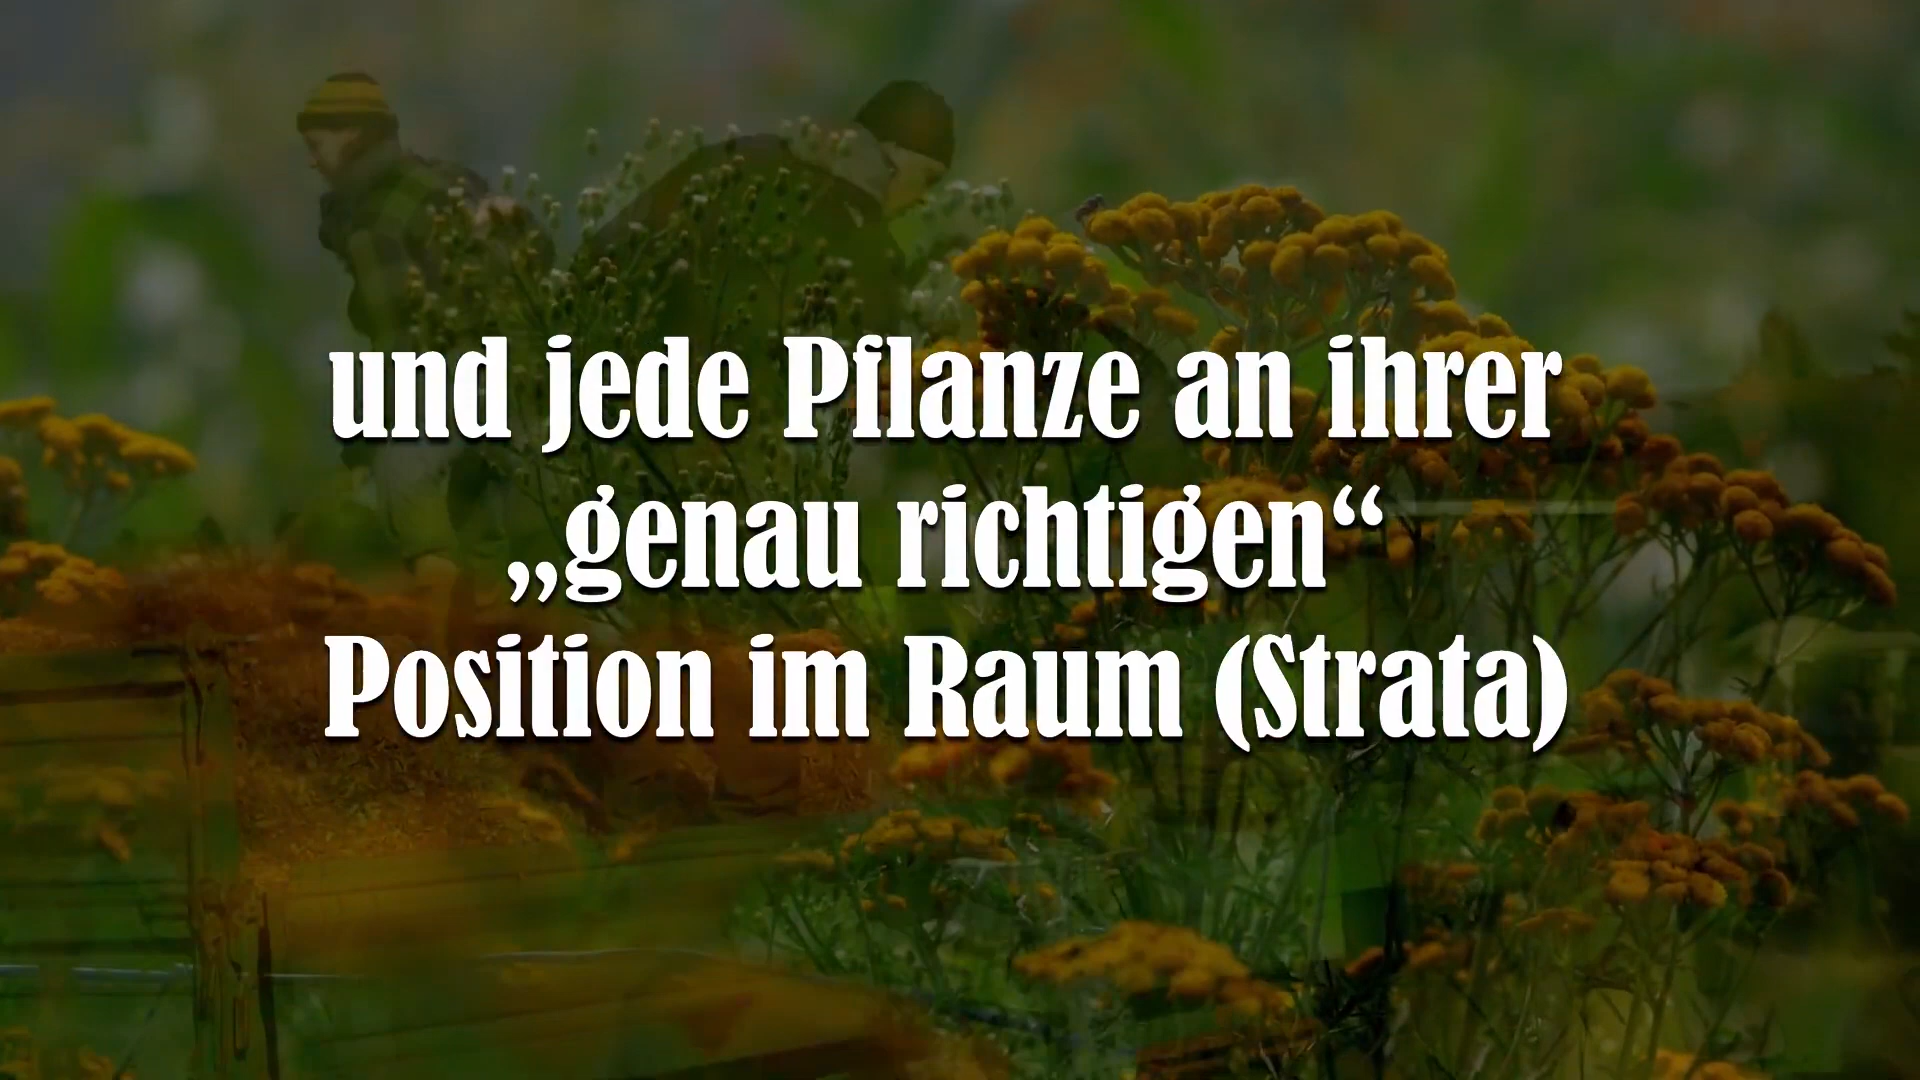 und jede Pflanze an ihrer
„genau richtigen“
Position im Raum (Strata)